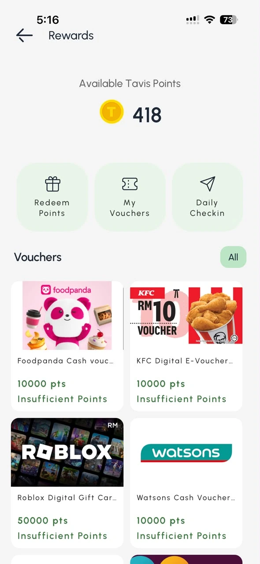 5:16
73
Rewards
Available Tavis Points
418
Redeem
Points
My
Vouchers
Daily
Checkin
Vouchers
All
foodpanda
Foodpanda Cash vouc...
10000 pts
Insufficient Points
KFC
RM10
VOUCHER
KFC Digital E-Voucher...
10000 pts
Insufficient Points
RM
ROBLOX
Roblox Digital Gift Car...
50000 pts
Insufficient Points
watsons
Watsons Cash Voucher...
10000 pts
Insufficient Points